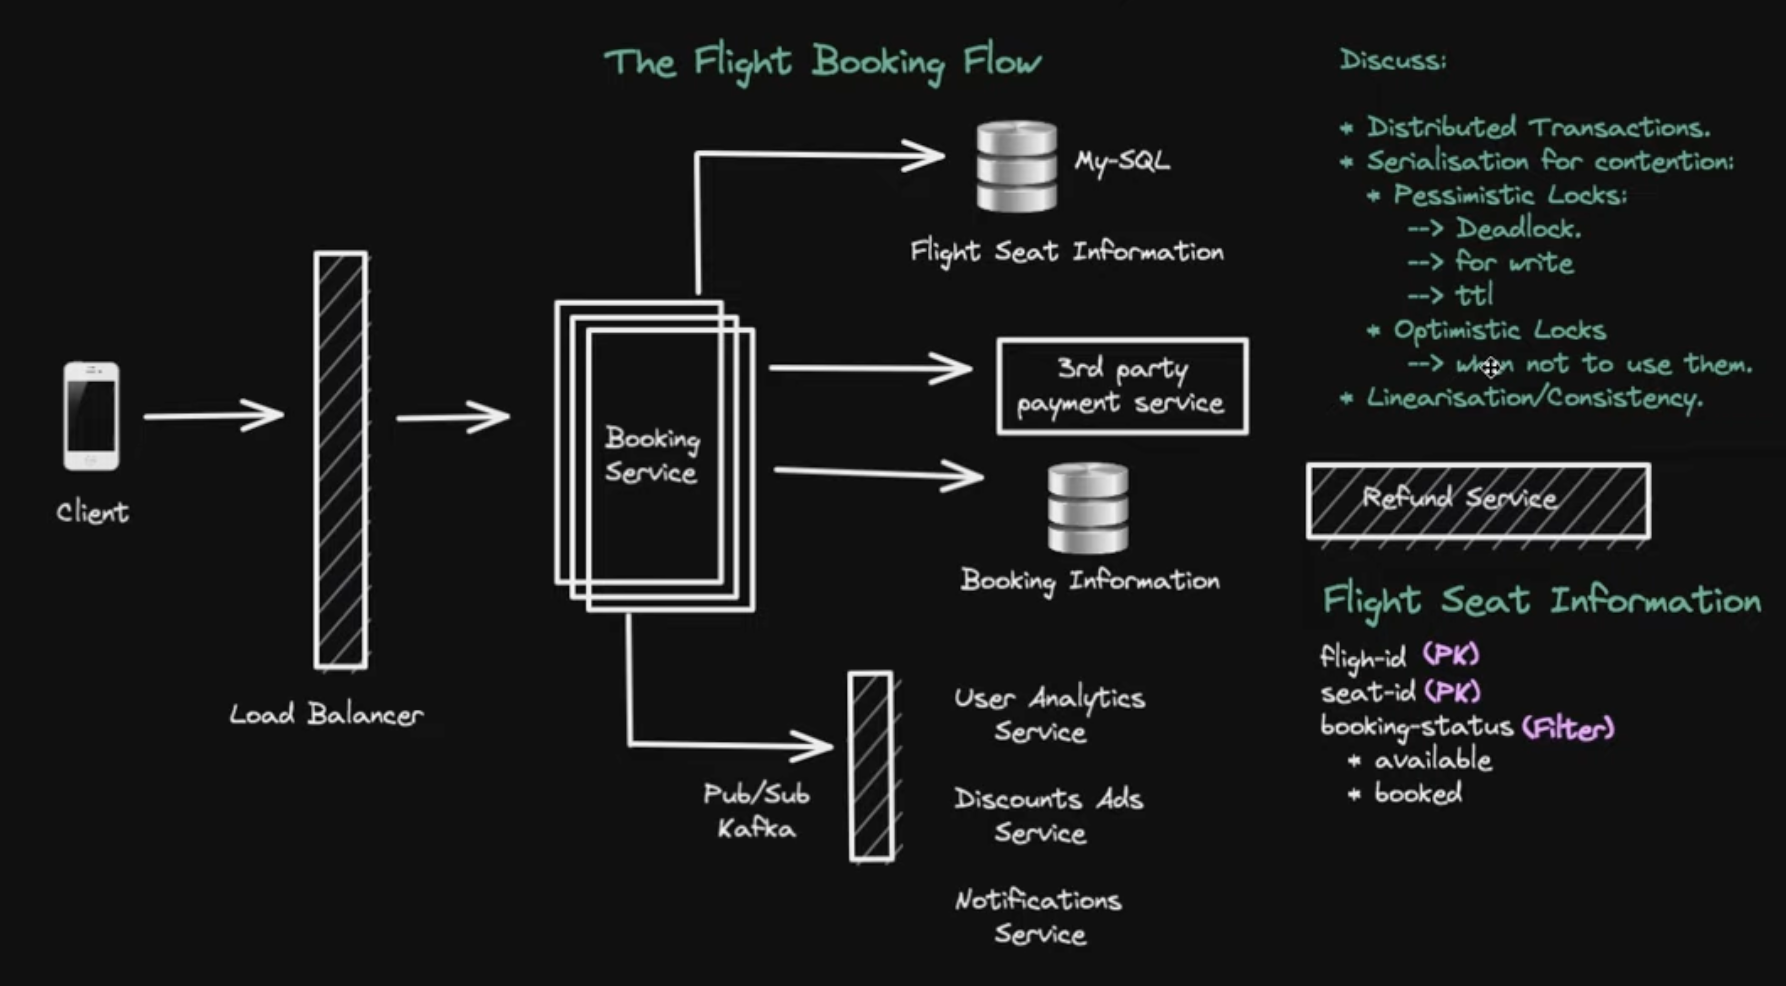 The Flight Booking Flow
My-SQL
Flight Seat Information
3rd party
payment service
Booking
Service
Booking Information
Client
Load Balancer
Pub/Sub
Kafka
User Analytics
Service
Discounts Ads
Service
Notifications
Service
Discuss:
* Distributed Transactions.
* Serialisation for contention:
* Pessimistic Locks:
--> Deadlock.
--> for write
--> ttl
* Optimistic Locks
--> when not to use them.
* Linearisation/Consistency.
Refund Service
Flight Seat Information
fligh-id (PK)
seat-id (PK)
booking-status (Filter)
* available
* booked